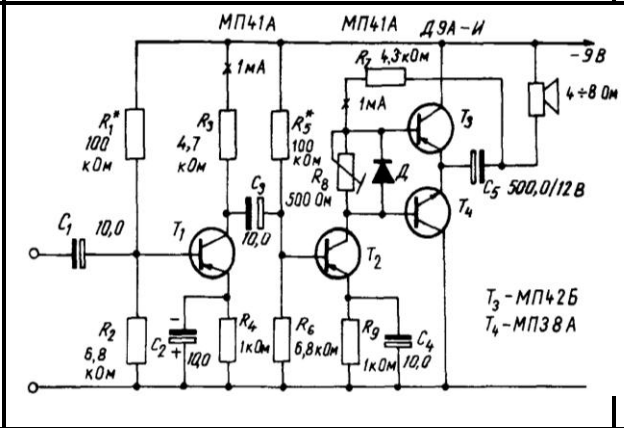 МП41А МП41А Д9А-И
-9В
1мА
R7 4,3кОм
1мА
4÷8 Ом
R1*
100
кОм
R3
4,7
кОм
R5*
100
кОм
R8
500 Ом
Д
T3
C5 500,0/12В
T4
C1 10,0
T1
C3
10,0
T2
T3-МП42Б
T4-МП38А
R2
6,8
кОм
C2
-
+
10,0
R4
1кОм
R6
6,8кОм
R9
1кОм
C4
10,0